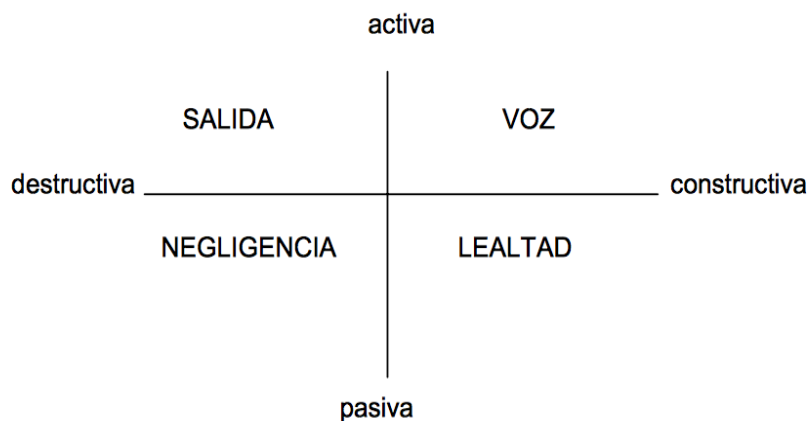 activa
SALIDA VOZ
destructiva constructiva
NEGLIGENCIA LEALTAD
pasiva